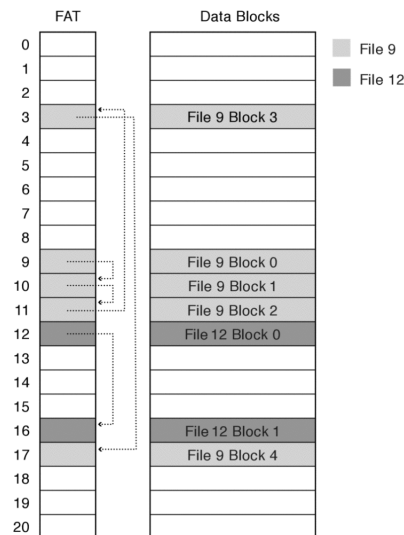 FAT Data Blocks
0
1
2
3 File 9 Block 3
4
5
6
7
8
9 File 9 Block 0
10 File 9 Block 1
11 File 9 Block 2
12 File 12 Block 0
13
14
15
16 File 12 Block 1
17 File 9 Block 4
18
19
20
File 9
File 12